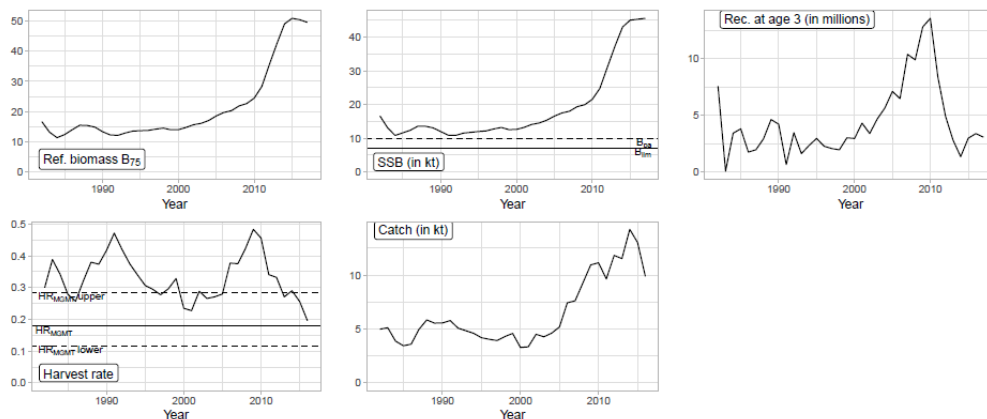 50
40
30
20
10
0
Ref. biomass B75
1990
2000
2010
Year
40
30
20
10
0
Bpa
Blim
SSB (in kt)
1990
2000
2010
Year
Rec. at age 3 (in millions)
10
5
0
1990
2000
2010
Year
0.5
0.4
0.3
0.2
0.1
0.0
HRMGMT upper
HRMGMT
HRMGMT lower
Harvest rate
1990
2000
2010
Year
Catch (in kt)
10
5
0
1990
2000
2010
Year